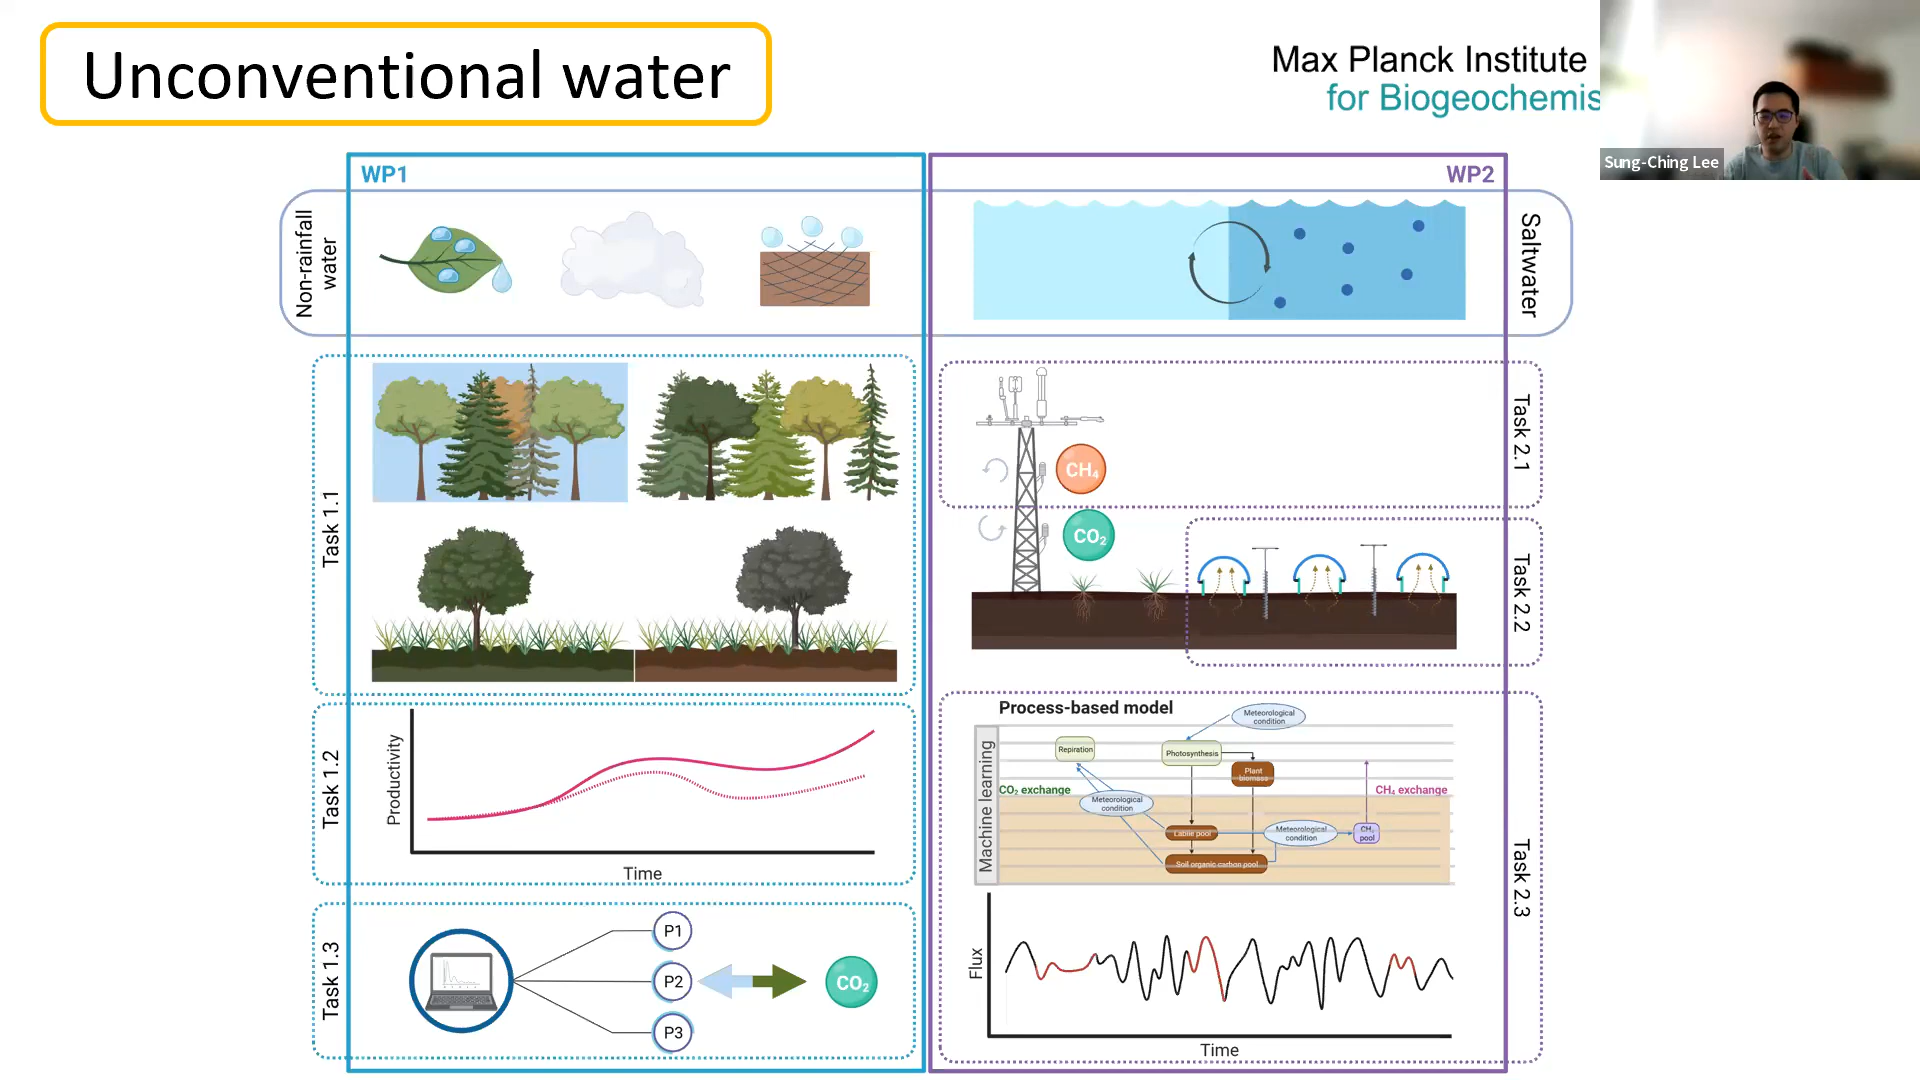 Unconventional water
Max Planck Institute
for Biogeochemis
Sung-Ching Lee
WP1
WP2
Non-rainfall
water
Saltwater
Task 1.1
Task 2.1
CH₄
CO₂
Task 2.2
Task 1.2
Productivity
Time
Process-based model
Meteorological
condition
Machine learning
Repiration
Photosynthesis
Plant
biomass
CO₂ exchange
CH₄ exchange
Meteorological
condition
Labile pool
Meteorological
condition
CH₄
pool
Soil organic carbon pool
Task 2.3
Flux
Time
Task 1.3
P1
P2
P3
CO₂